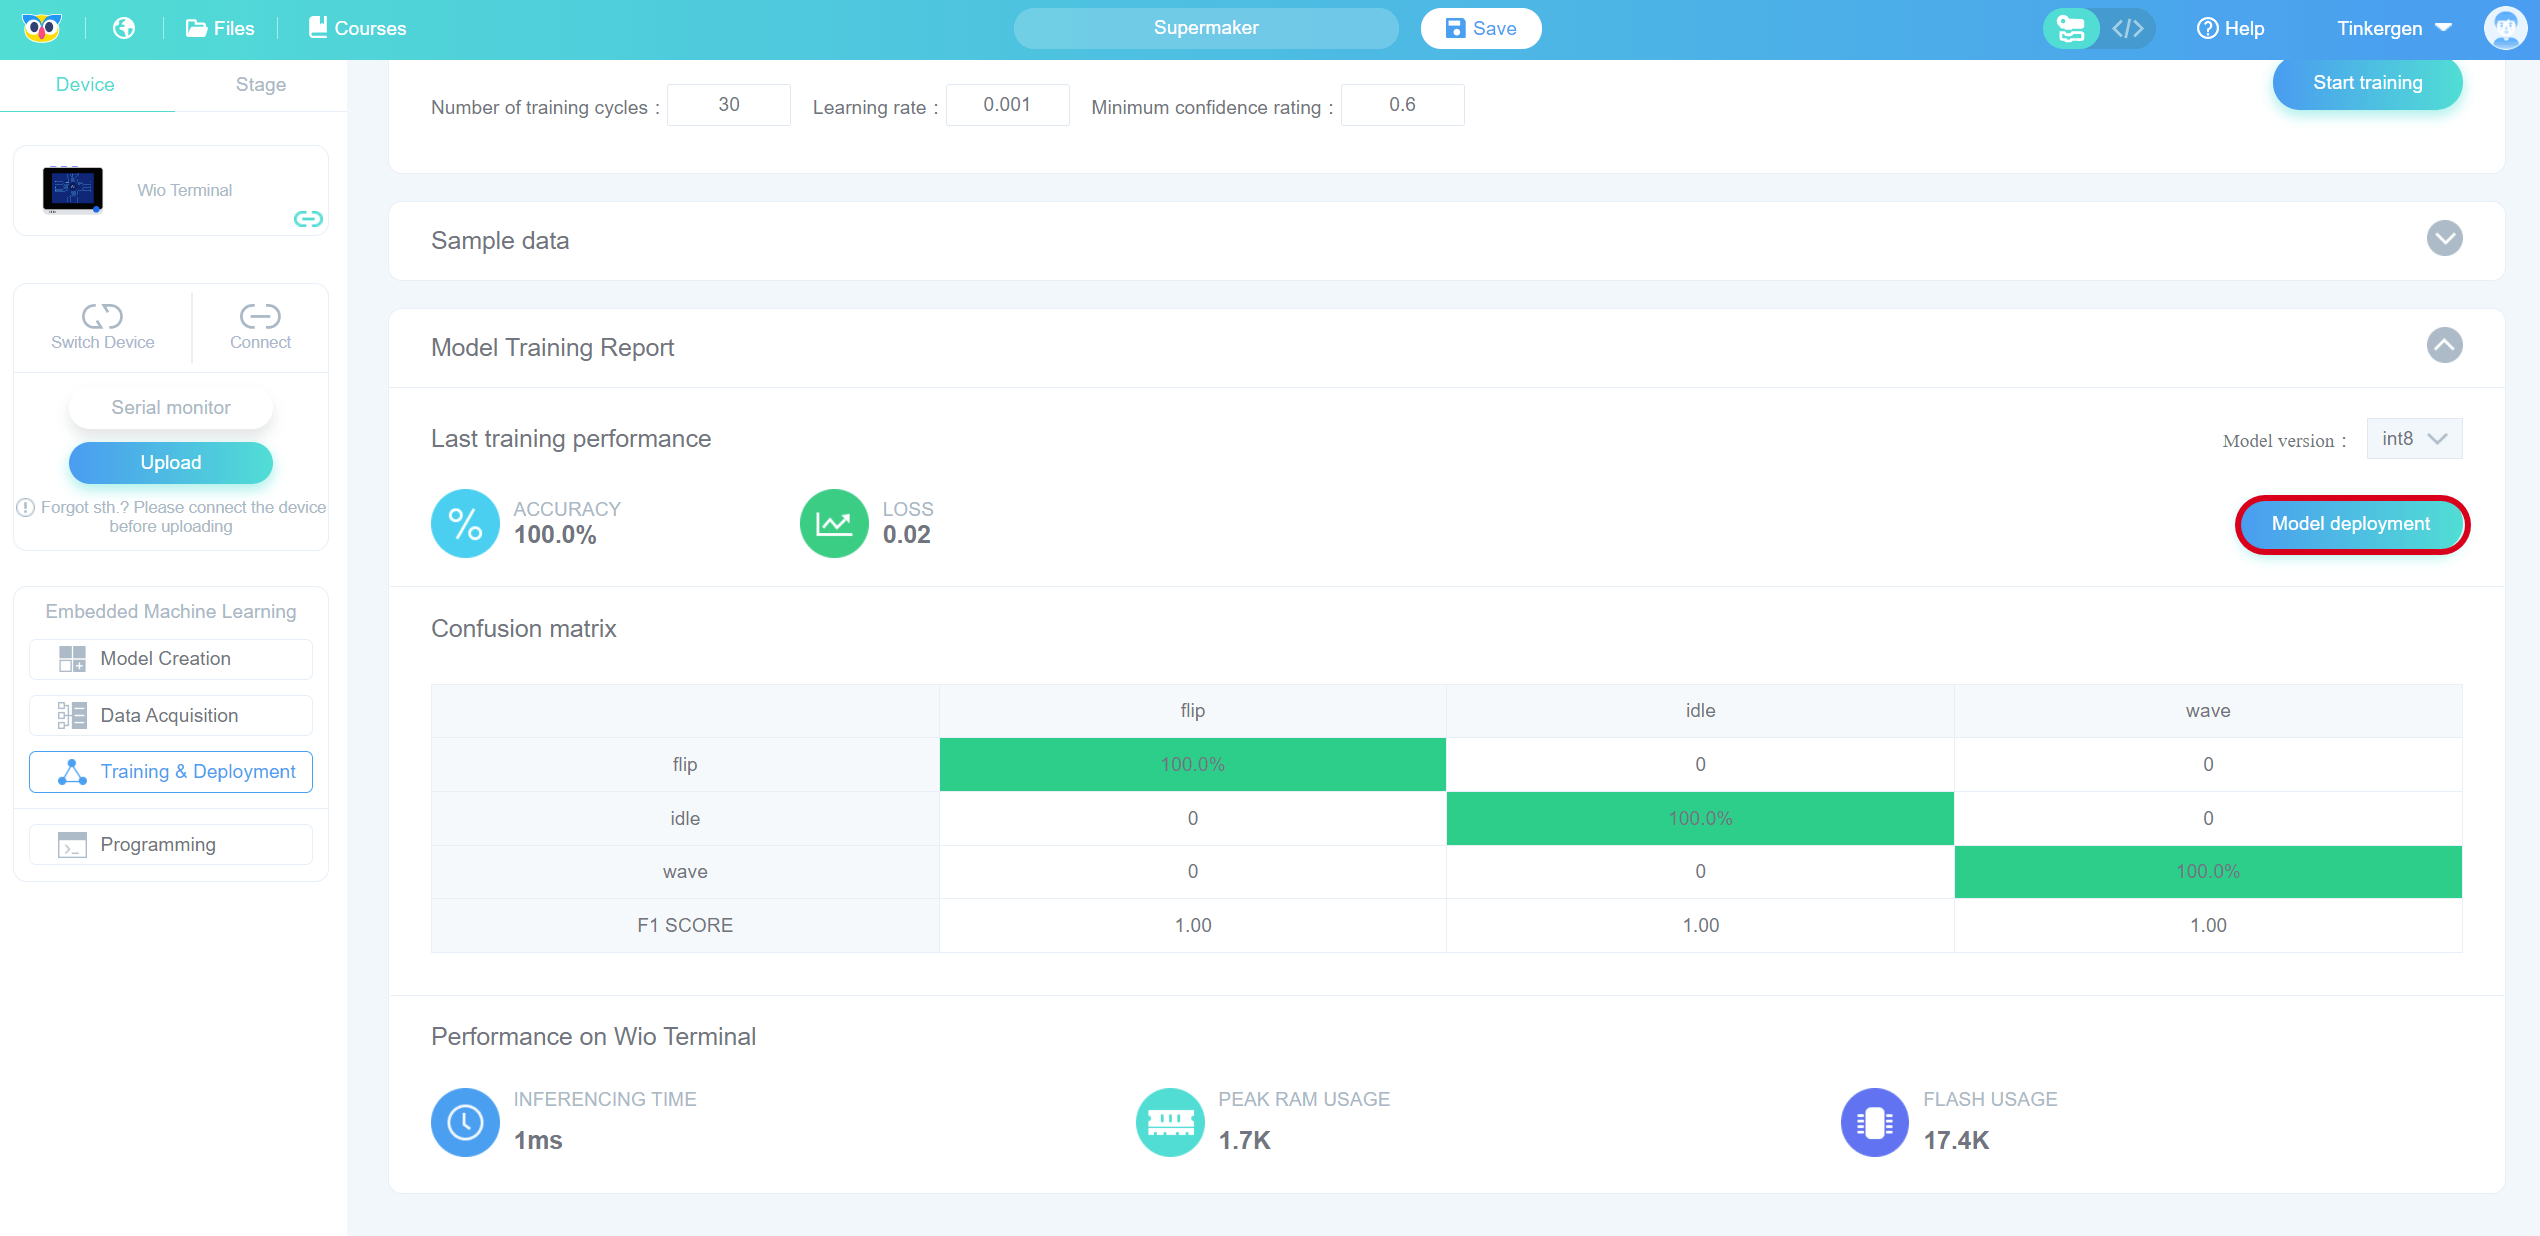 Files
Courses
Supermaker
Save
</>
Help
Tinkergen
Device
Stage
Wio Terminal
Switch Device
Connect
Serial monitor
Upload
Forgot sth.? Please connect the device
before uploading
Embedded Machine Learning
Model Creation
Data Acquisition
Training & Deployment
Programming
Number of training cycles :
30
Learning rate :
0.001
Minimum confidence rating :
0.6
Start training
Sample data
Model Training Report
Last training performance
Model version :
int8
ACCURACY
100.0%
LOSS
0.02
Model deployment
Confusion matrix
flip idle wave
flip 100.0% 0 0
idle 0 100.0% 0
wave 0 0 100.0%
F1 SCORE 1.00 1.00 1.00
Performance on Wio Terminal
INFERENCING TIME
1ms
PEAK RAM USAGE
1.7K
FLASH USAGE
17.4K